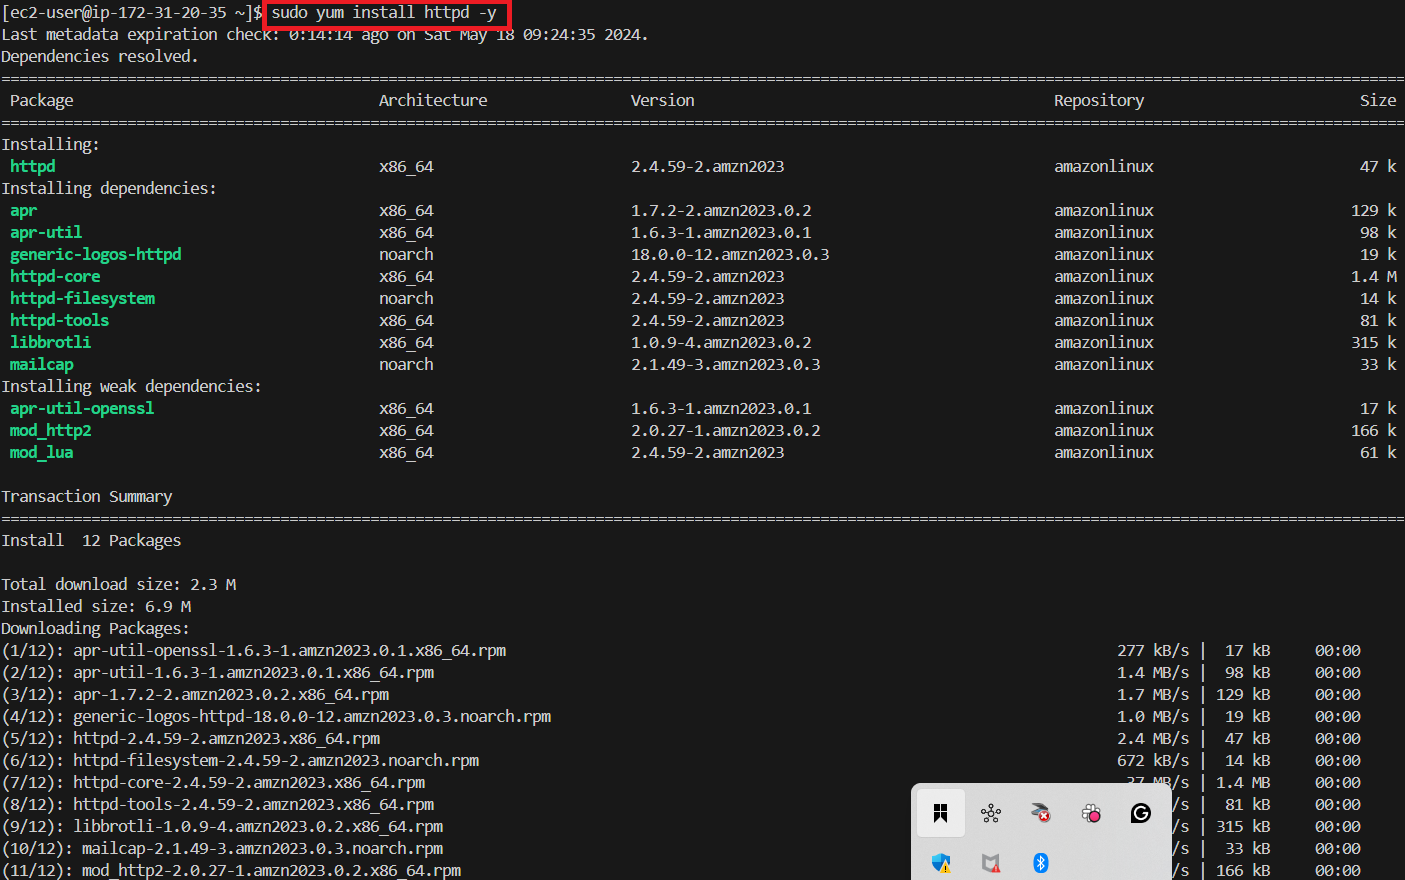 [ec2-user@ip-172-31-20-35 ~]$ sudo yum install httpd -y
Last metadata expiration check: 0:14:14 ago on Sat May 18 09:24:35 2024.
Dependencies resolved.
Package Architecture Version Repository Size
Installing:
httpd x86_64 2.4.59-2.amzn2023 amazonlinux 47 k
Installing dependencies:
apr x86_64 1.7.2-2.amzn2023.0.2 amazonlinux 129 k
apr-util x86_64 1.6.3-1.amzn2023.0.1 amazonlinux 98 k
generic-logos-httpd noarch 18.0.0-12.amzn2023.0.3 amazonlinux 19 k
httpd-core x86_64 2.4.59-2.amzn2023 amazonlinux 1.4 M
httpd-filesystem noarch 2.4.59-2.amzn2023 amazonlinux 14 k
httpd-tools x86_64 2.4.59-2.amzn2023 amazonlinux 81 k
libbrotli x86_64 1.0.9-4.amzn2023.0.2 amazonlinux 315 k
mailcap noarch 2.1.49-3.amzn2023.0.3 amazonlinux 33 k
Installing weak dependencies:
apr-util-openssl x86_64 1.6.3-1.amzn2023.0.1 amazonlinux 17 k
mod_http2 x86_64 2.0.27-1.amzn2023.0.2 amazonlinux 166 k
mod_lua x86_64 2.4.59-2.amzn2023 amazonlinux 61 k
Transaction Summary
Install 12 Packages
Total download size: 2.3 M
Installed size: 6.9 M
Downloading Packages:
(1/12): apr-util-openssl-1.6.3-1.amzn2023.0.1.x86_64.rpm 277 kB/s | 17 kB 00:00
(2/12): apr-util-1.6.3-1.amzn2023.0.1.x86_64.rpm 1.4 MB/s | 98 kB 00:00
(3/12): apr-1.7.2-2.amzn2023.0.2.x86_64.rpm 1.7 MB/s | 129 kB 00:00
(4/12): generic-logos-httpd-18.0.0-12.amzn2023.0.3.noarch.rpm 1.0 MB/s | 19 kB 00:00
(5/12): httpd-2.4.59-2.amzn2023.x86_64.rpm 2.4 MB/s | 47 kB 00:00
(6/12): httpd-filesystem-2.4.59-2.amzn2023.noarch.rpm 672 kB/s | 14 kB 00:00
(7/12): httpd-core-2.4.59-2.amzn2023.x86_64.rpm 37 MB/s | 1.4 MB 00:00
(8/12): httpd-tools-2.4.59-2.amzn2023.x86_64.rpm /s | 81 kB 00:00
(9/12): libbrotli-1.0.9-4.amzn2023.0.2.x86_64.rpm /s | 315 kB 00:00
(10/12): mailcap-2.1.49-3.amzn2023.0.3.noarch.rpm /s | 33 kB 00:00
(11/12): mod_http2-2.0.27-1.amzn2023.0.2.x86_64.rpm /s | 166 kB 00:00